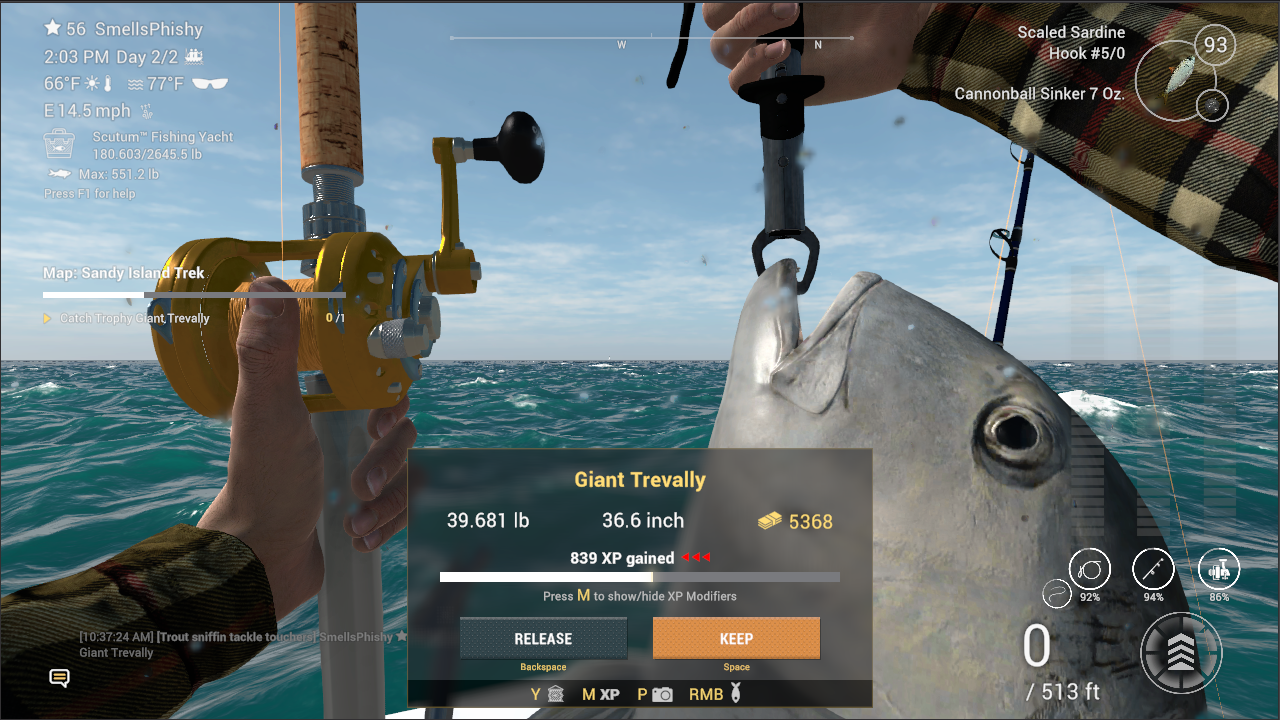 56 SmellsPhishy
2:03 PM Day 2/2
66°F 77°F
E 14.5 mph
Scutum™ Fishing Yacht
180.603/2645.5 lb
Max: 551.2 lb
Press F1 for help
Map: Sandy Island Trek
Catch Trophy Giant Trevally 0 /1
W N
Scaled Sardine
Hook #5/0
93
Cannonball Sinker 7 Oz.
Giant Trevally
39.681 lb 36.6 inch 5368
839 XP gained
Press M to show/hide XP Modifiers
RELEASE KEEP
Backspace Space
Y M XP P RMB
[10:37:24 AM] [Trout sniffin tackle touchers] SmellsPhishy
Giant Trevally
92% 94% 86%
0
/ 513 ft